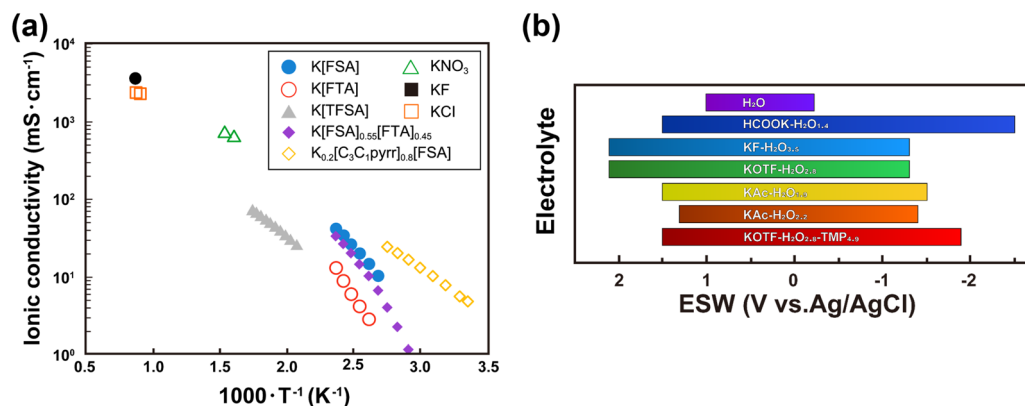 (a)
Ionic conductivity (mS·cm⁻¹)
10⁴
10³
10²
10¹
10⁰
K[FSA]
K[FTA]
K[TFSA]
K[FSA]₀.₅₅[FTA]₀.₄₅
K₀.₂[C₃C₁pyrr]₀.₈[FSA]
KNO₃
KF
KCl
0.5 1.0 1.5 2.0 2.5 3.0 3.5
1000·T⁻¹ (K⁻¹)
(b)
Electrolyte
H₂O
HCOOK-H₂O₁.₄
KF-H₂O₃.₅
KOTF-H₂O₂.₈
KAc-H₂O₂.₂
KOTF-H₂O₂.₈-TMP₄.₉
2 1 0 -1 -2
ESW (V vs.Ag/AgCl)